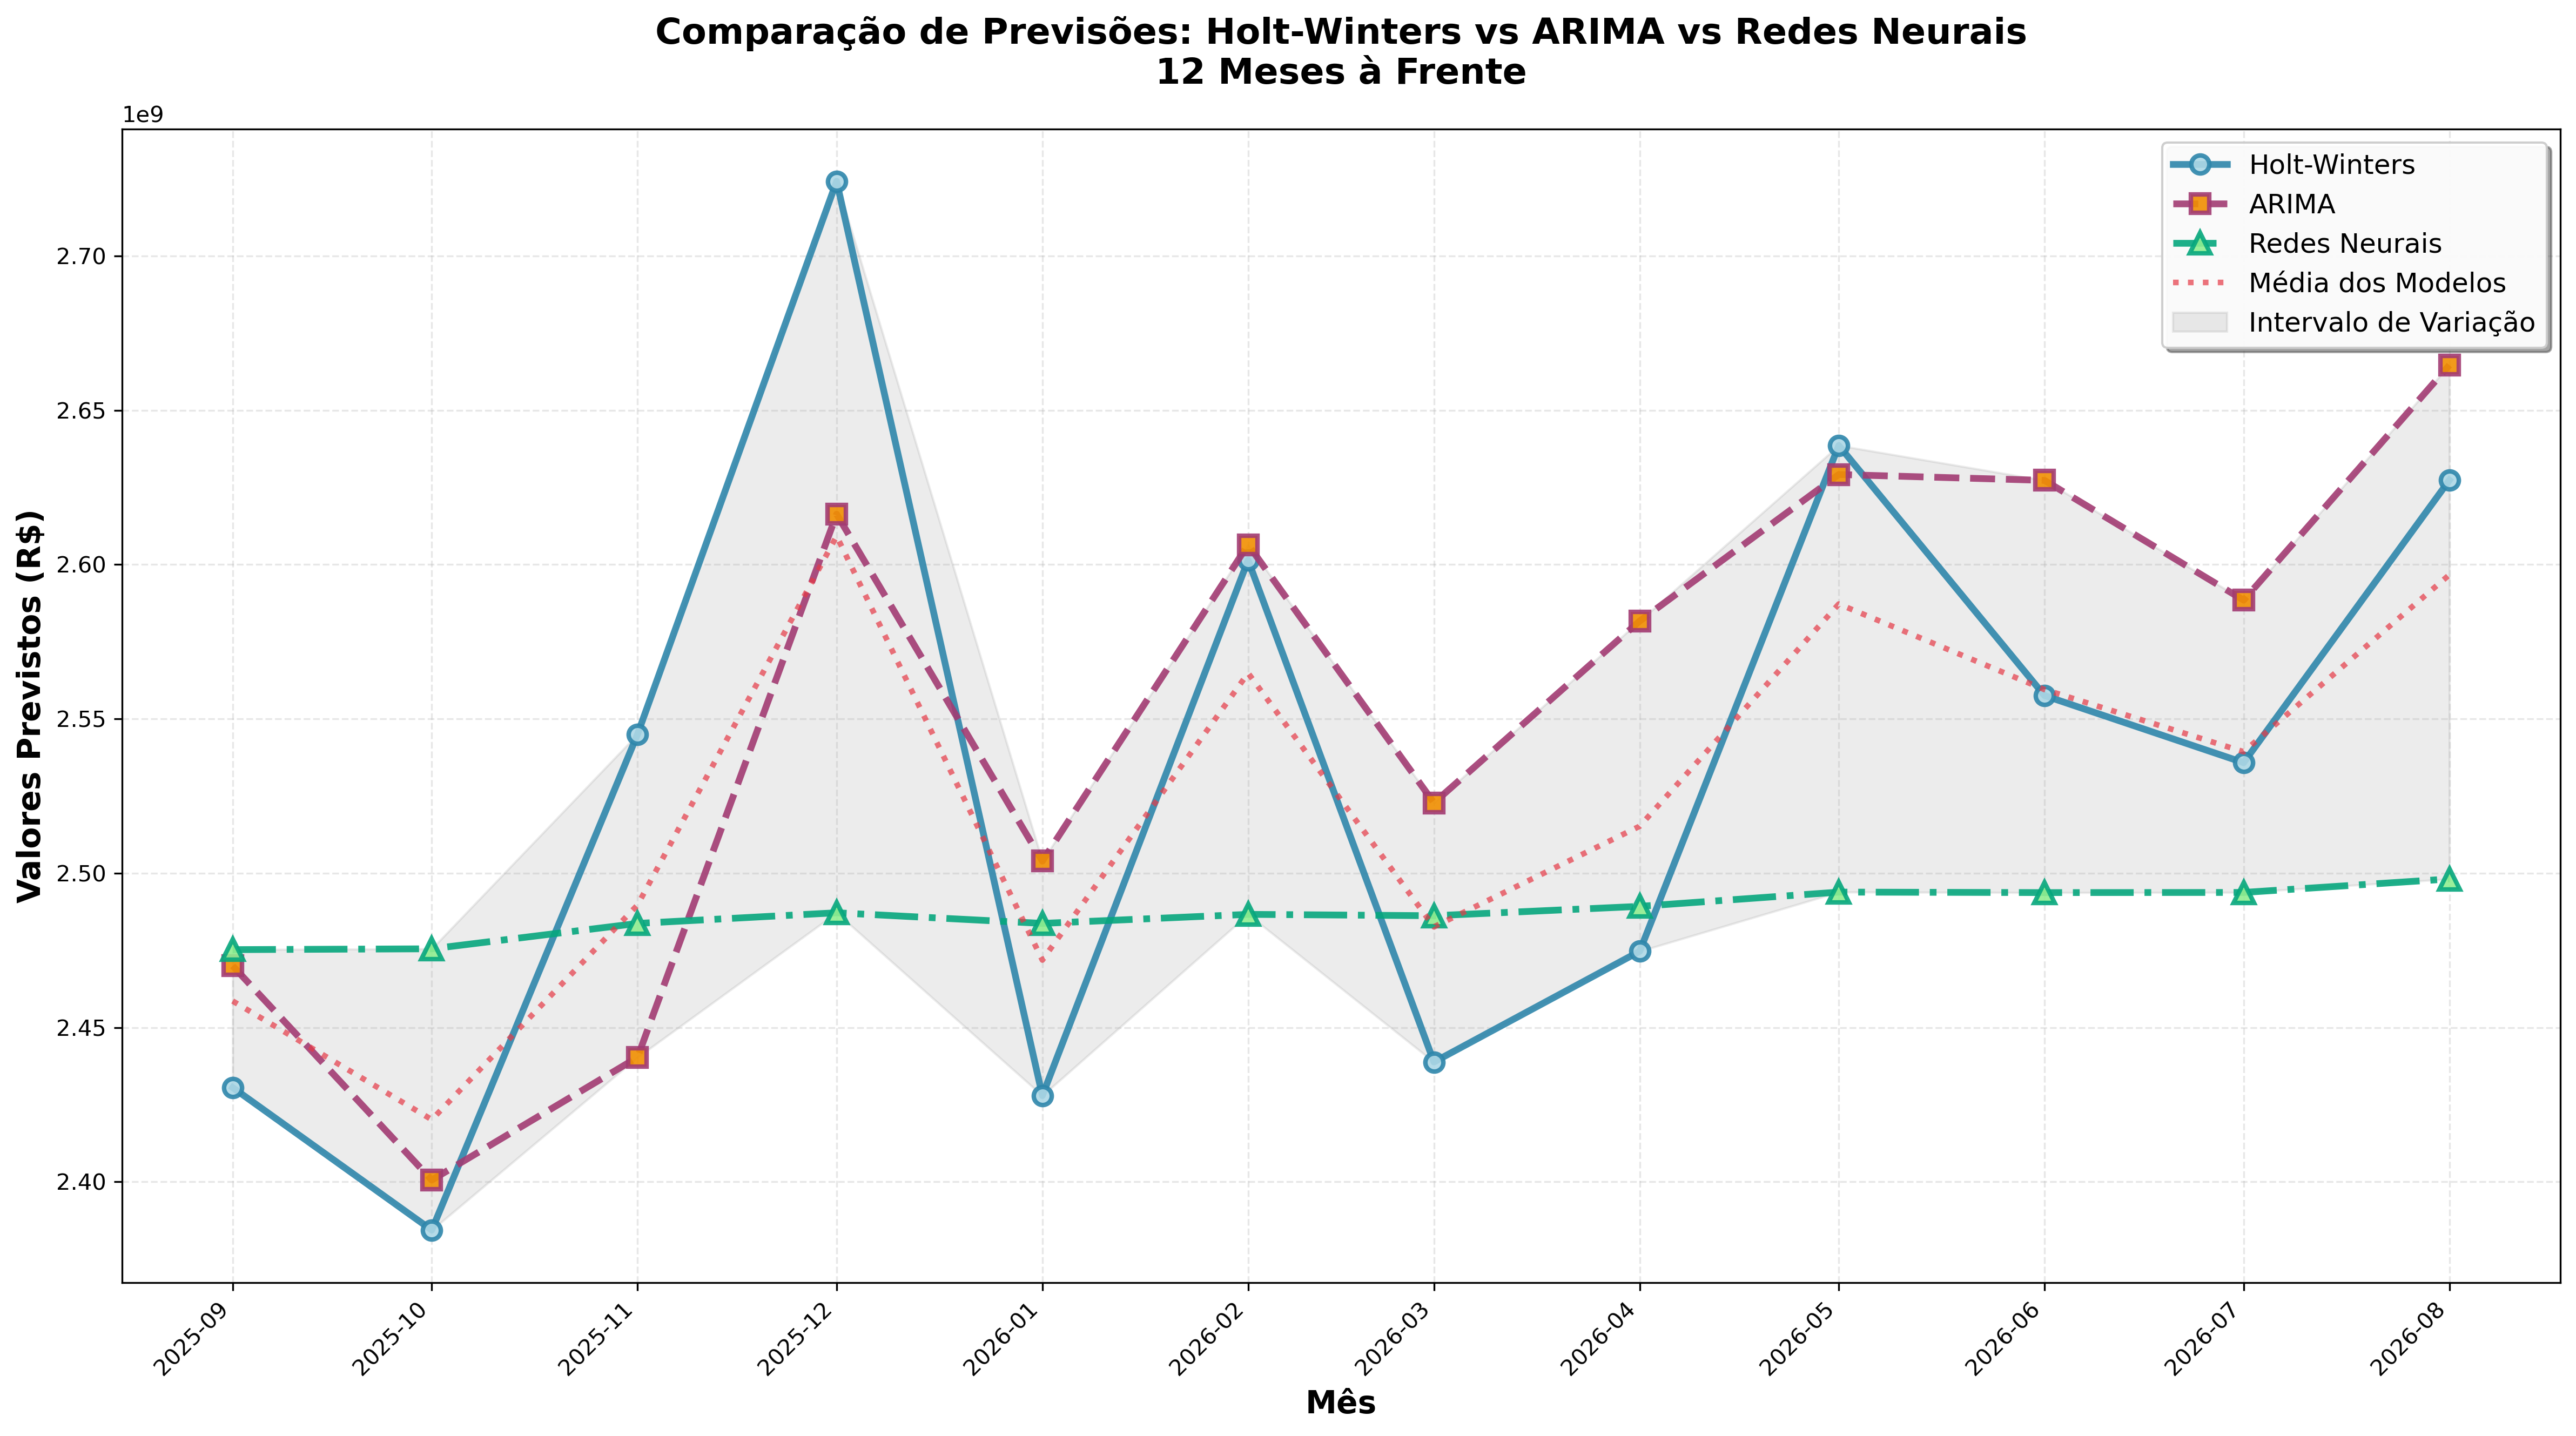 Comparação de Previsões: Holt-Winters vs ARIMA vs Redes Neurais
12 Meses à Frente
1e9
Holt-Winters
ARIMA
Redes Neurais
Média dos Modelos
Intervalo de Variação
Valores Previstos (R$)
2.70
2.65
2.60
2.55
2.50
2.45
2.40
2025-09
2025-10
2025-11
2025-12
2026-01
2026-02
2026-03
2026-04
2026-05
2026-06
2026-07
2026-08
Mês